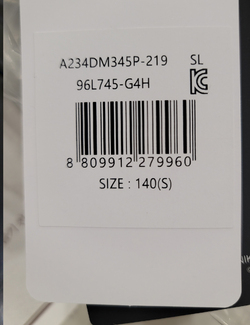 A234DM345P-219 SL
96L745-G4H
8 809912 279960
SIZE : 140(S)